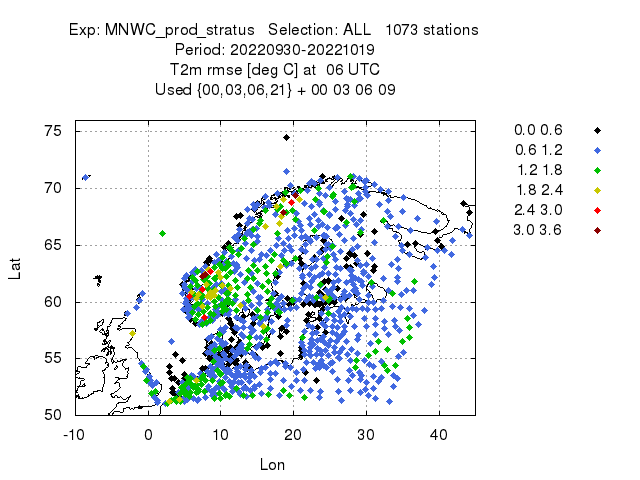 Exp: MNWC_prod_stratus   Selection: ALL   1073 stations
Period: 20220930-20221019
T2m rmse [deg C] at  06 UTC
Used {00,03,06,21} + 00 03 06 09
0.0 0.6
0.6 1.2
1.2 1.8
1.8 2.4
2.4 3.0
3.0 3.6
75
70
65
60
55
50
Lat
-10 0 10 20 30 40
Lon